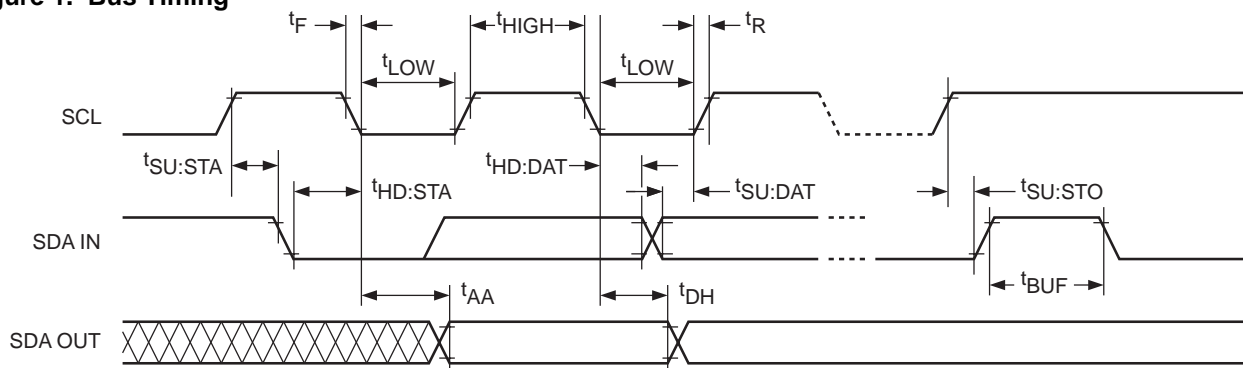 gure 1. Bus Timing
tF
tHIGH
tR
tLOW
tLOW
SCL
tSU:STA
tHD:STA
tHD:DAT
tSU:DAT
tSU:STO
SDA IN
tAA
tDH
tBUF
SDA OUT